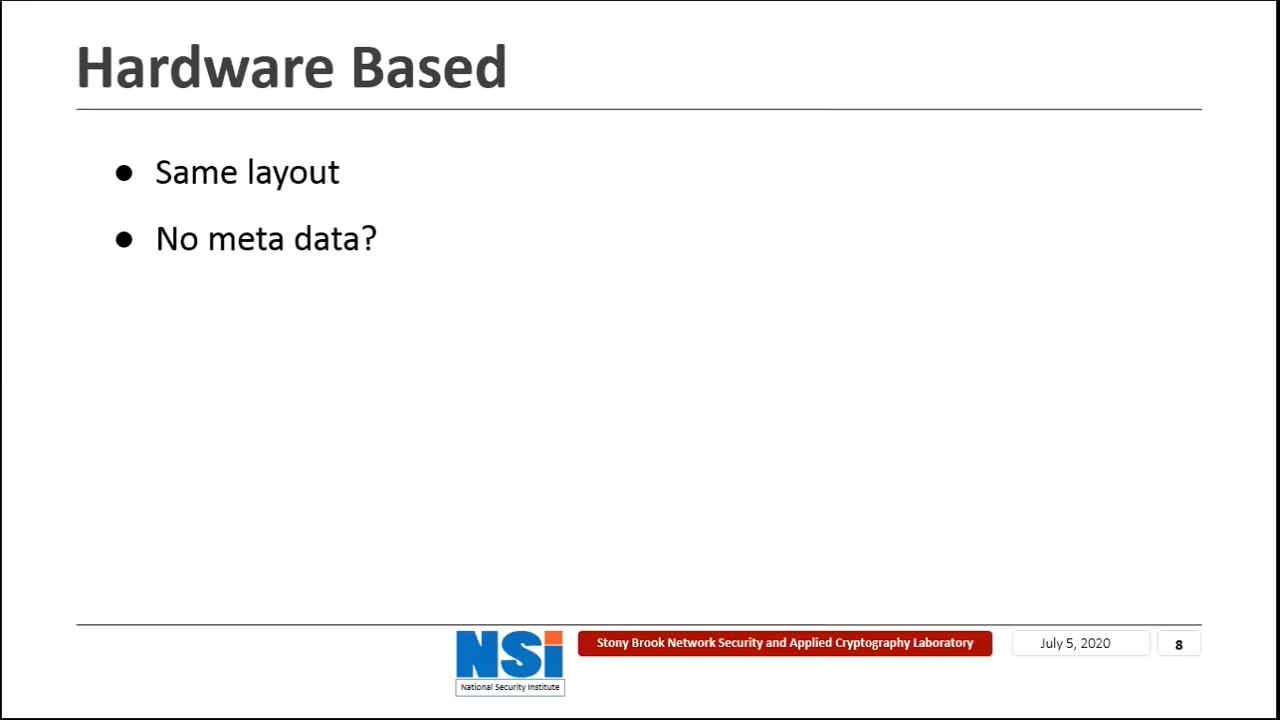 Hardware Based
● Same layout
● No meta data?
NSi
National Security Institute
Stony Brook Network Security and Applied Cryptography Laboratory
July 5, 2020
8